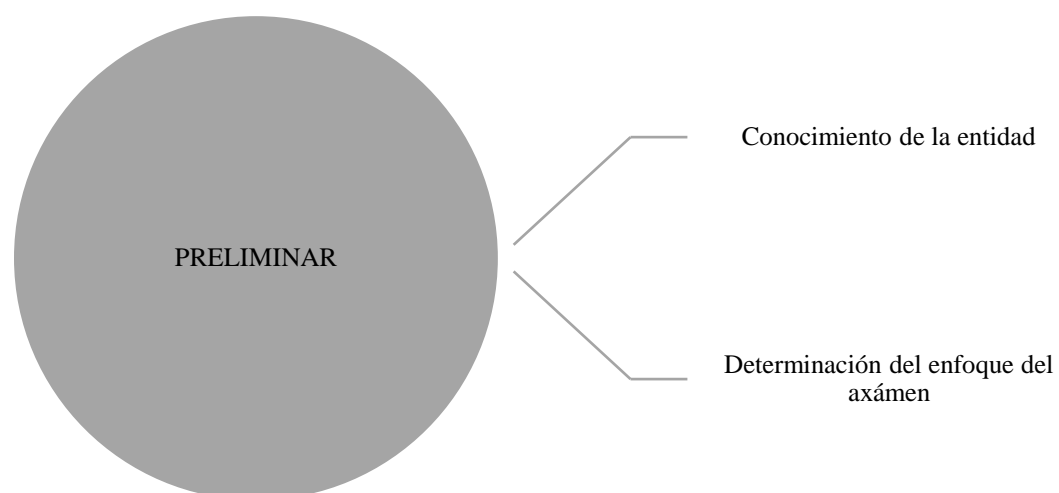 Conocimiento de la entidad
PRELIMINAR
Determinación del enfoque del
axámen